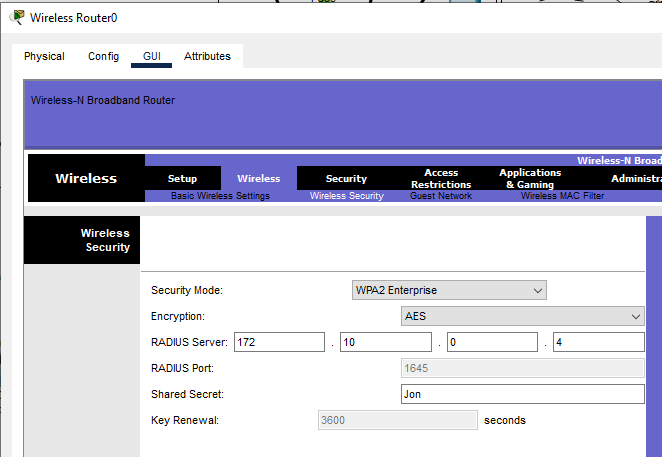 Wireless Router0
Physical Config GUI Attributes
Wireless-N Broadband Router
Wireless-N Broad
Wireless Setup Wireless Security Access Restrictions Applications & Gaming Administra
Basic Wireless Settings Wireless Security Guest Network Wireless MAC Filter
Wireless
Security
Security Mode: WPA2 Enterprise
Encryption: AES
RADIUS Server: 172 . 10 . 0 . 4
RADIUS Port: 1645
Shared Secret: Jon
Key Renewal: 3600 seconds